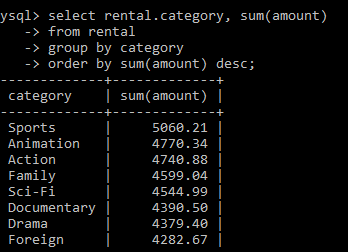 ysql> select rental.category, sum(amount)
-> from rental
-> group by category
-> order by sum(amount) desc;
-------------+-------------+
category | sum(amount) |
-------------+-------------+
Sports | 5060.21 |
Animation | 4770.34 |
Action | 4740.88 |
Family | 4599.04 |
Sci-Fi | 4544.99 |
Documentary | 4390.50 |
Drama | 4379.40 |
Foreign | 4282.67 |